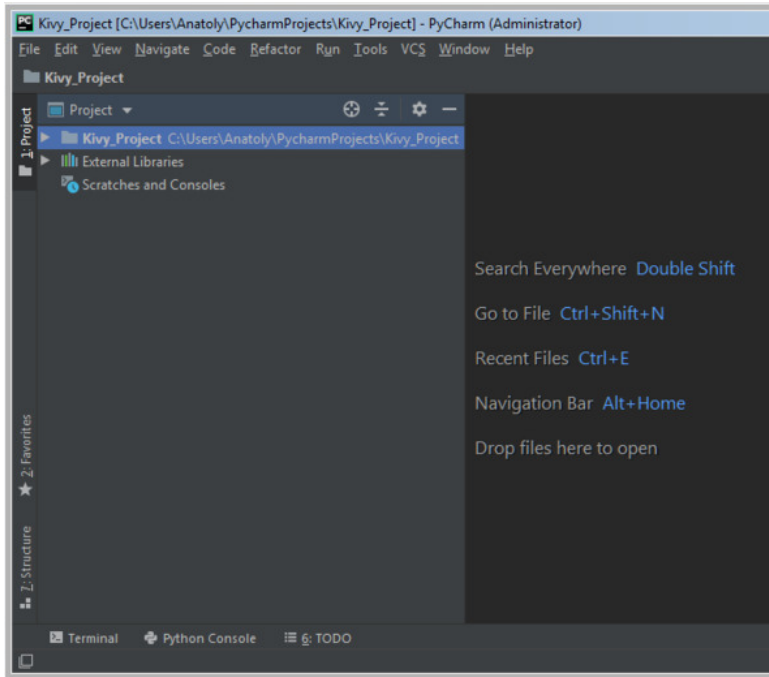 PC Kivy_Project [C:\Users\Anatoly\PycharmProjects\Kivy_Project] - PyCharm (Administrator)
File Edit View Navigate Code Refactor Run Tools VCS Window Help
Kivy_Project
1: Project
Project
Kivy_Project C:\Users\Anatoly\PycharmProjects\Kivy_Project
External Libraries
Scratches and Consoles
Search Everywhere Double Shift
Go to File Ctrl+Shift+N
Recent Files Ctrl+E
Navigation Bar Alt+Home
Drop files here to open
2: Favorites
Z: Structure
Terminal Python Console 6: TODO